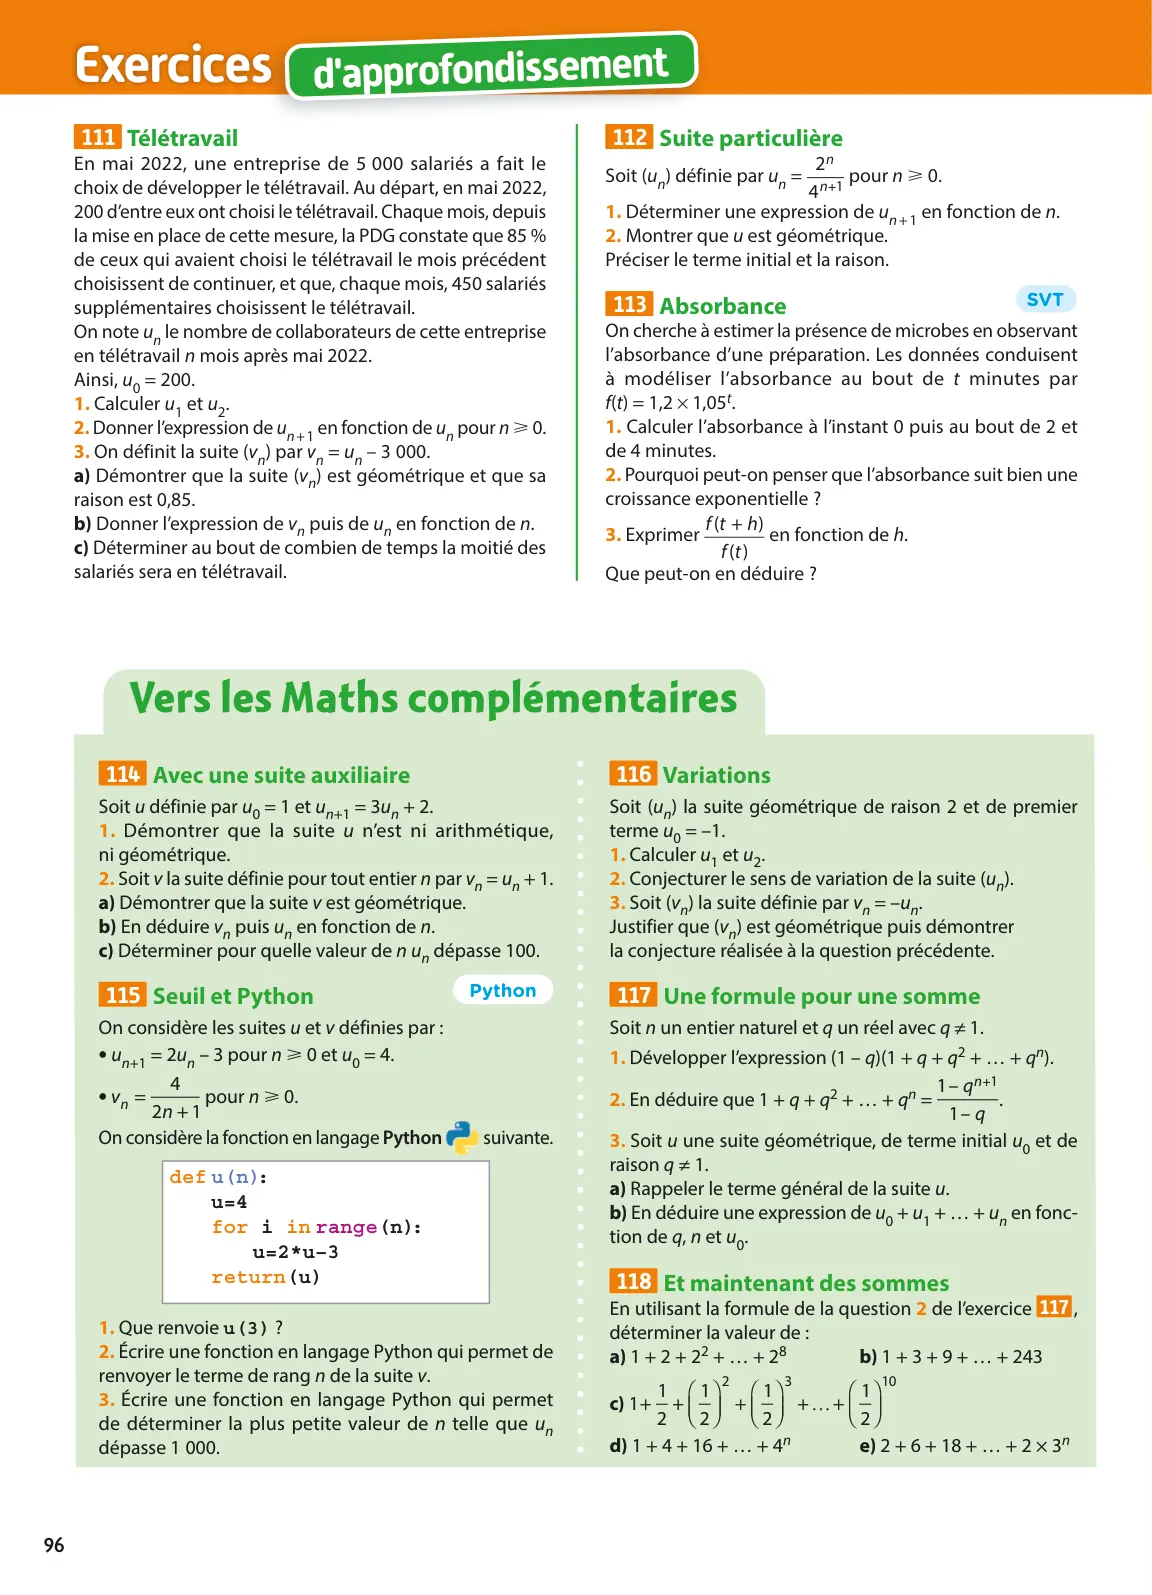 Exercices d'approfondissement
111 Télétravail
En mai 2022, une entreprise de 5 000 salariés a fait le
choix de développer le télétravail. Au départ, en mai 2022,
200 d’entre eux ont choisi le télétravail. Chaque mois, depuis
la mise en place de cette mesure, la PDG constate que 85 %
de ceux qui avaient choisi le télétravail le mois précédent
choisissent de continuer, et que, chaque mois, 450 salariés
supplémentaires choisissent le télétravail.
On note uₙ le nombre de collaborateurs de cette entreprise
en télétravail n mois après mai 2022.
Ainsi, u₀ = 200.
1. Calculer u₁ et u₂.
2. Donner l’expression de uₙ₊₁ en fonction de uₙ pour n ⩾ 0.
3. On définit la suite (vₙ) par vₙ = uₙ – 3 000.
a) Démontrer que la suite (vₙ) est géométrique et que sa
raison est 0,85.
b) Donner l’expression de vₙ puis de uₙ en fonction de n.
c) Déterminer au bout de combien de temps la moitié des
salariés sera en télétravail.
112 Suite particulière
Soit (uₙ) définie par uₙ = 2ⁿ / 4ⁿ⁺¹ pour n ⩾ 0.
1. Déterminer une expression de uₙ₊₁ en fonction de n.
2. Montrer que u est géométrique.
Préciser le terme initial et la raison.
113 Absorbance SVT
On cherche à estimer la présence de microbes en observant
l’absorbance d’une préparation. Les données conduisent
à modéliser l’absorbance au bout de t minutes par
f(t) = 1,2 × 1,05ᵗ.
1. Calculer l’absorbance à l’instant 0 puis au bout de 2 et
de 4 minutes.
2. Pourquoi peut-on penser que l’absorbance suit bien une
croissance exponentielle ?
3. Exprimer f(t + h) / f(t) en fonction de h.
Que peut-on en déduire ?
Vers les Maths complémentaires
114 Avec une suite auxiliaire
Soit u définie par u₀ = 1 et uₙ₊₁ = 3uₙ + 2.
1. Démontrer que la suite u n’est ni arithmétique,
ni géométrique.
2. Soit v la suite définie pour tout entier n par vₙ = uₙ + 1.
a) Démontrer que la suite v est géométrique.
b) En déduire vₙ puis uₙ en fonction de n.
c) Déterminer pour quelle valeur de n uₙ dépasse 100.
115 Seuil et Python Python
On considère les suites u et v définies par :
• uₙ₊₁ = 2uₙ – 3 pour n ⩾ 0 et u₀ = 4.
• vₙ = 4 / 2n + 1 pour n ⩾ 0.
On considère la fonction en langage Python suivante.
def u(n):
u=4
for i in range(n):
u=2*u-3
return(u)
1. Que renvoie u(3) ?
2. Écrire une fonction en langage Python qui permet de
renvoyer le terme de rang n de la suite v.
3. Écrire une fonction en langage Python qui permet
de déterminer la plus petite valeur de n telle que uₙ
dépasse 1 000.
116 Variations
Soit (uₙ) la suite géométrique de raison 2 et de premier
terme u₀ = –1.
1. Calculer u₁ et u₂.
2. Conjecturer le sens de variation de la suite (uₙ).
3. Soit (vₙ) la suite définie par vₙ = –uₙ.
Justifier que (vₙ) est géométrique puis démontrer
la conjecture réalisée à la question précédente.
117 Une formule pour une somme
Soit n un entier naturel et q un réel avec q ≠ 1.
1. Développer l’expression (1 – q)(1 + q + q² + … + qⁿ).
2. En déduire que 1 + q + q² + … + qⁿ = 1 – qⁿ⁺¹ / 1 – q.
3. Soit u une suite géométrique, de terme initial u₀ et de
raison q ≠ 1.
a) Rappeler le terme général de la suite u.
b) En déduire une expression de u₀ + u₁ + … + uₙ en fonc-
tion de q, n et u₀.
118 Et maintenant des sommes
En utilisant la formule de la question 2 de l’exercice 117,
déterminer la valeur de :
a) 1 + 2 + 2² + … + 2⁸ b) 1 + 3 + 9 + … + 243
c) 1 + 1/2 + (1/2)² + (1/2)³ + … + (1/2)¹⁰
d) 1 + 4 + 16 + … + 4ⁿ e) 2 + 6 + 18 + … + 2 × 3ⁿ
96